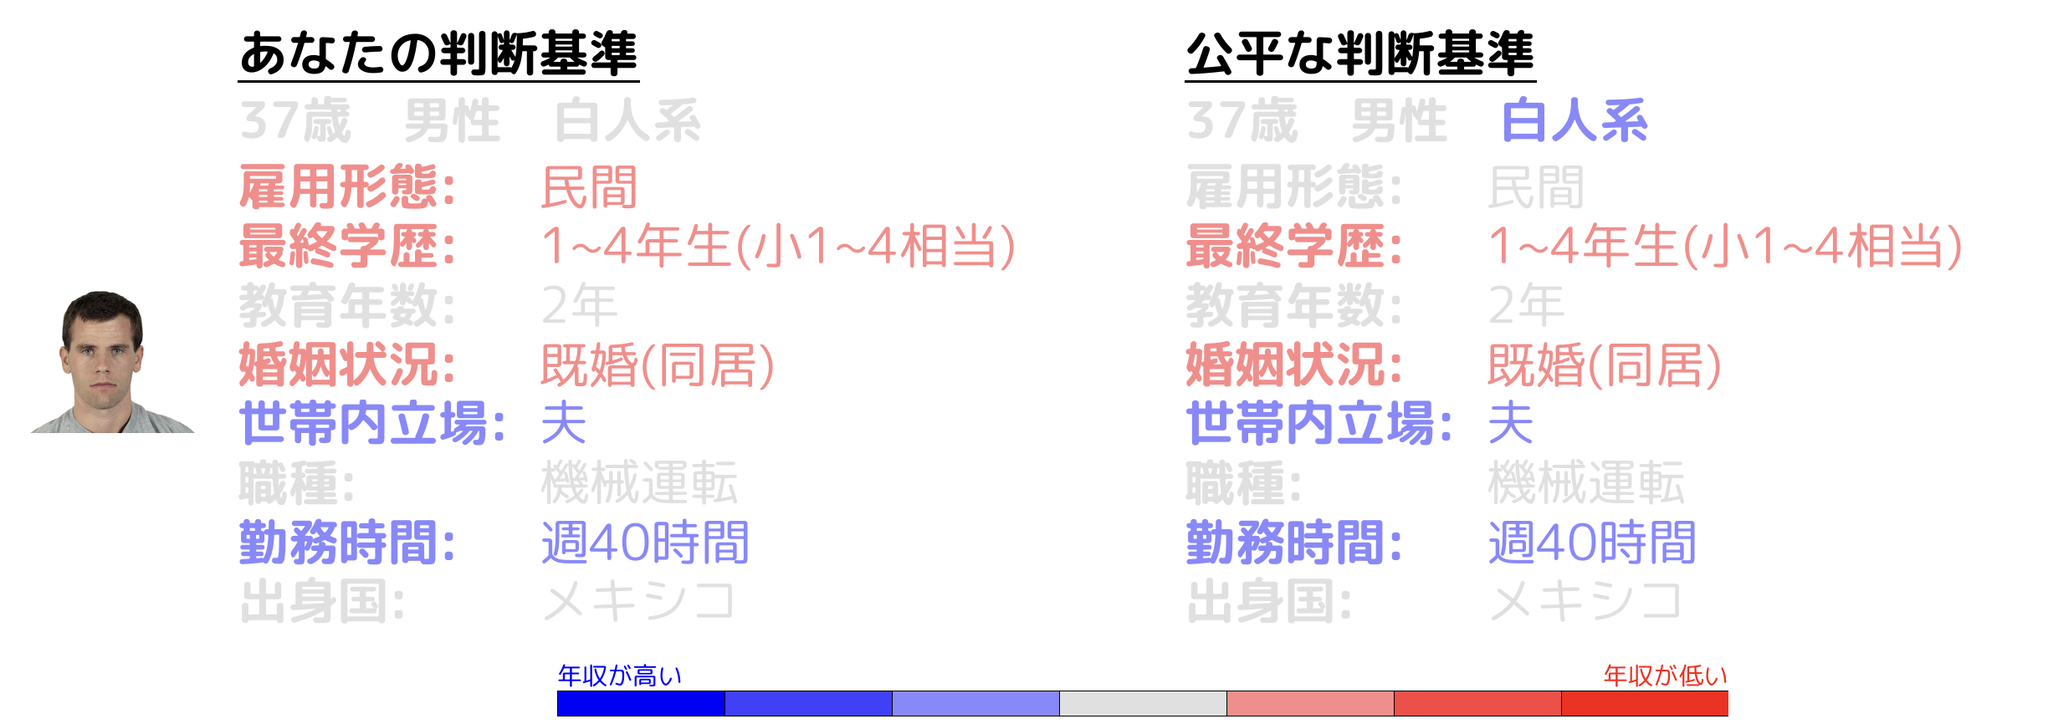 あなたの判断基準
37歳 男性 白人系
雇用形態: 民間
最終学歴: 1~4年生(小1~4相当)
教育年数: 2年
婚姻状況: 既婚(同居)
世帯内立場: 夫
職種: 機械運転
勤務時間: 週40時間
出身国: メキシコ
公平な判断基準
37歳 男性 白人系
雇用形態: 民間
最終学歴: 1~4年生(小1~4相当)
教育年数: 2年
婚姻状況: 既婚(同居)
世帯内立場: 夫
職種: 機械運転
勤務時間: 週40時間
出身国: メキシコ
年収が高い
年収が低い